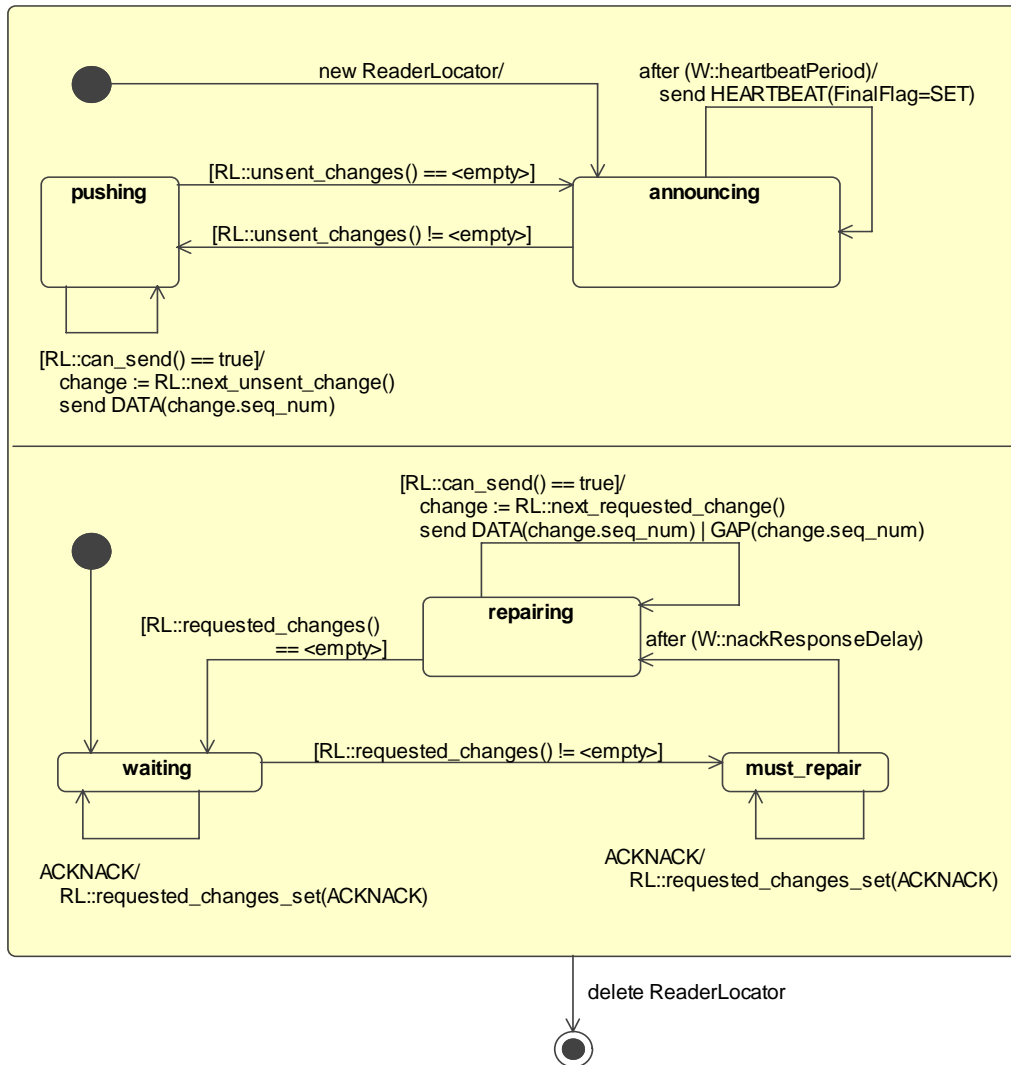 new ReaderLocator/
after (W::heartbeatPeriod)/
send HEARTBEAT(FinalFlag=SET)
[RL::unsent_changes() == <empty>]
pushing
announcing
[RL::unsent_changes() != <empty>]
[RL::can_send() == true]/
change := RL::next_unsent_change()
send DATA(change.seq_num)
[RL::can_send() == true]/
change := RL::next_requested_change()
send DATA(change.seq_num) | GAP(change.seq_num)
repairing
[RL::requested_changes()
== <empty>]
after (W::nackResponseDelay)
waiting
[RL::requested_changes() != <empty>]
must_repair
ACKNACK/
RL::requested_changes_set(ACKNACK)
ACKNACK/
RL::requested_changes_set(ACKNACK)
delete ReaderLocator